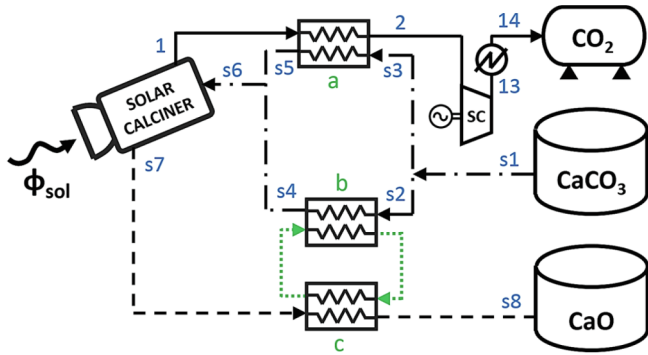 1
2
14
CO₂
s6
s5
s3
a
13
SOLAR
CALCINER
SC
Φsol
s7
s1
CaCO₃
b
s4
s2
s8
CaO
c